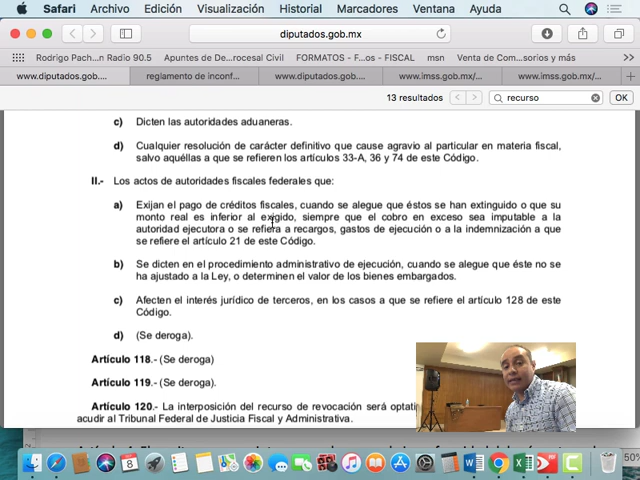 Safari Archivo Edición Visualización Historial Marcadores Ventana Ayuda
diputados.gob.mx
Rodrigo Pach...n Radio 90.5 Apuntes de De...rocesal Civil FORMATOS - F...os - FISCAL msn Venta de Com...sorios y más
www.diputados.gob.... reglamento de inconf... www.diputados.gob.... www.imss.gob.mx/... www.imss.gob.mx/...
13 resultados recurso OK
c) Dicten las autoridades aduaneras.
d) Cualquier resolución de carácter definitivo que cause agravio al particular en materia fiscal,
salvo aquéllas a que se refieren los artículos 33-A, 36 y 74 de este Código.
II.- Los actos de autoridades fiscales federales que:
a) Exijan el pago de créditos fiscales, cuando se alegue que éstos se han extinguido o que su
monto real es inferior al exigido, siempre que el cobro en exceso sea imputable a la
autoridad ejecutora o se refiera a recargos, gastos de ejecución o a la indemnización a que
se refiere el artículo 21 de este Código.
b) Se dicten en el procedimiento administrativo de ejecución, cuando se alegue que éste no se
ha ajustado a la Ley, o determinen el valor de los bienes embargados.
c) Afecten el interés jurídico de terceros, en los casos a que se refiere el artículo 128 de este
Código.
d) (Se deroga).
Artículo 118.- (Se deroga)
Artículo 119.- (Se deroga).
Artículo 120.- La interposición del recurso de revocación será optati
acudir al Tribunal Federal de Justicia Fiscal y Administrativa.
50%